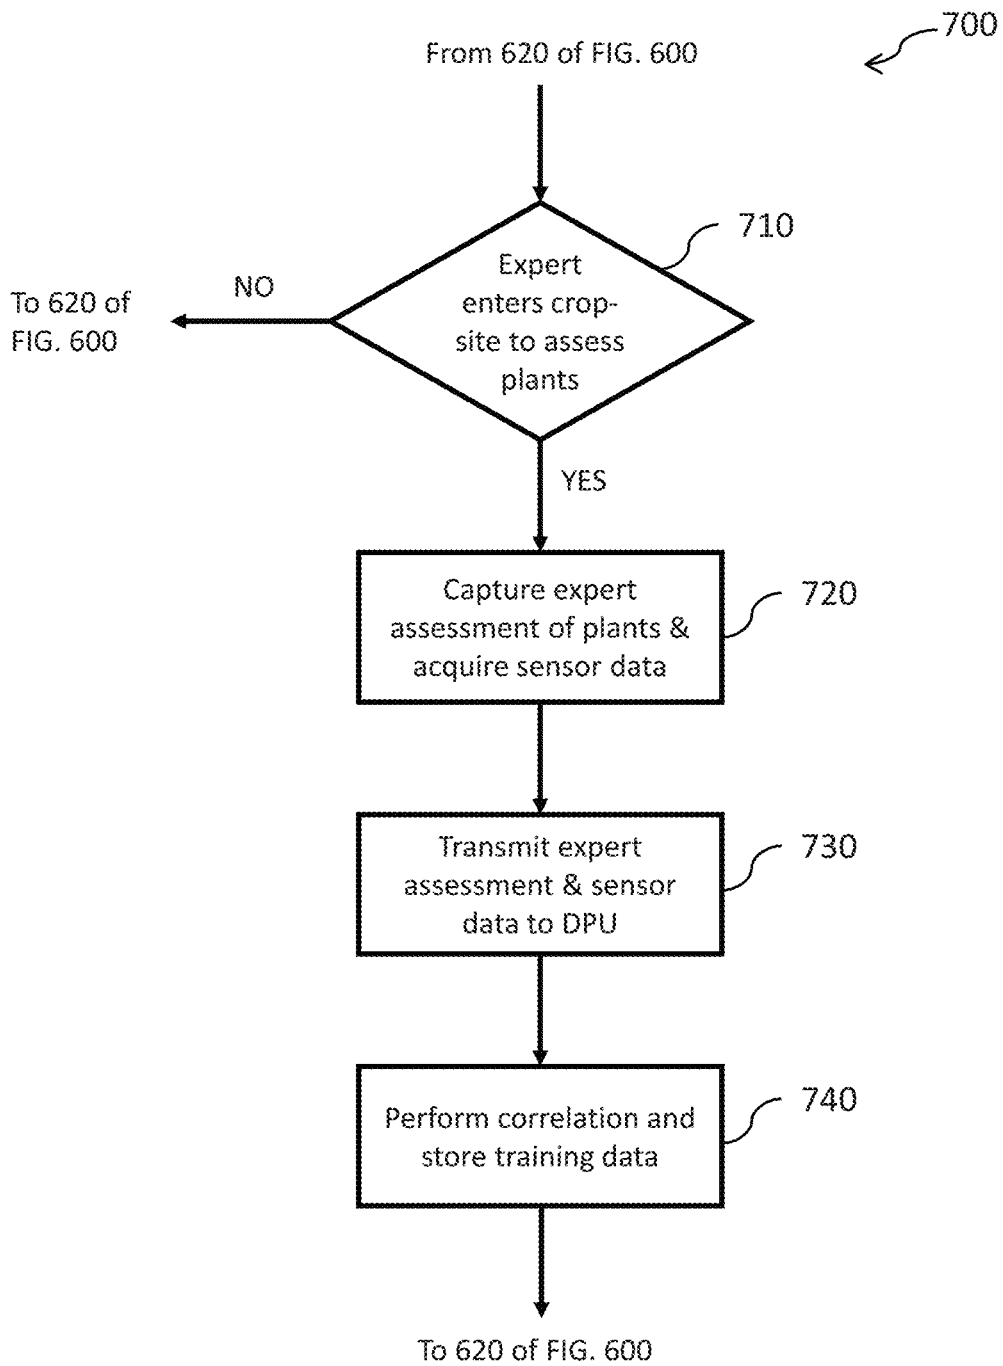 700
From 620 of FIG. 600
710
Expert
enters crop-
site to assess
plants
NO
To 620 of
FIG. 600
YES
720
Capture expert
assessment of plants &
acquire sensor data
730
Transmit expert
assessment & sensor
data to DPU
740
Perform correlation and
store training data
To 620 of FIG. 600